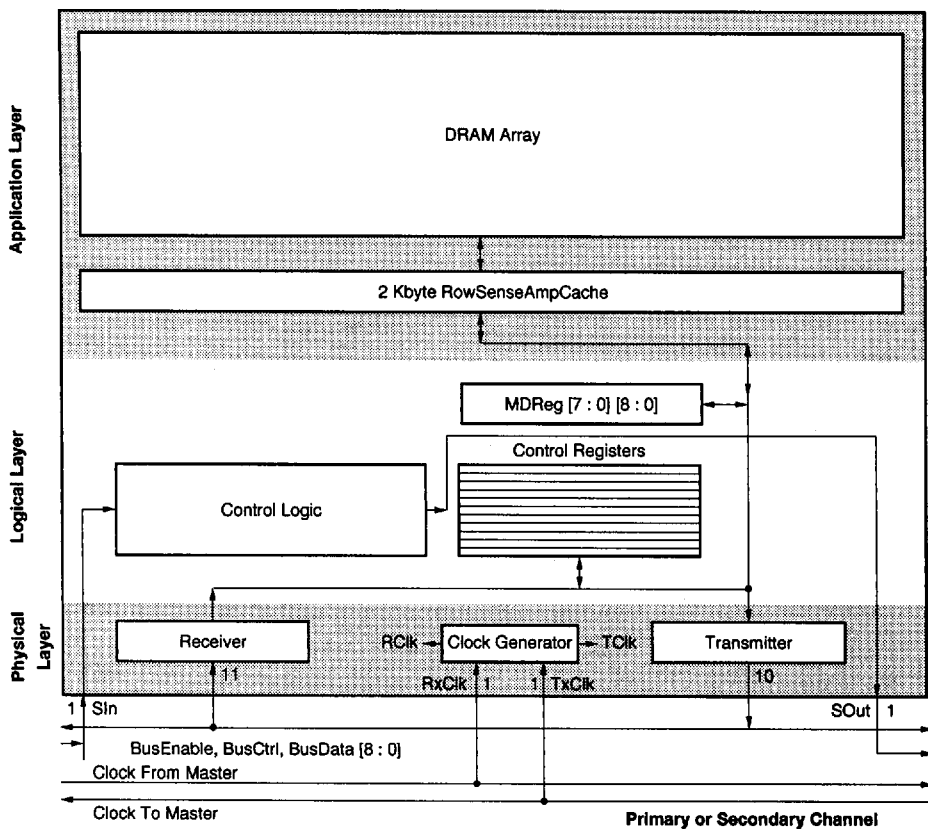 Application Layer
DRAM Array
2 Kbyte RowSenseAmpCache
Logical Layer
MDReg [7 : 0] [8 : 0]
Control Registers
Control Logic
Physical
Layer
Receiver
RClk
Clock Generator
TClk
Transmitter
11
RxClk
1
1
TxClk
10
1
SIn
SOut
1
BusEnable, BusCtrl, BusData [8 : 0]
Clock From Master
Clock To Master
Primary or Secondary Channel